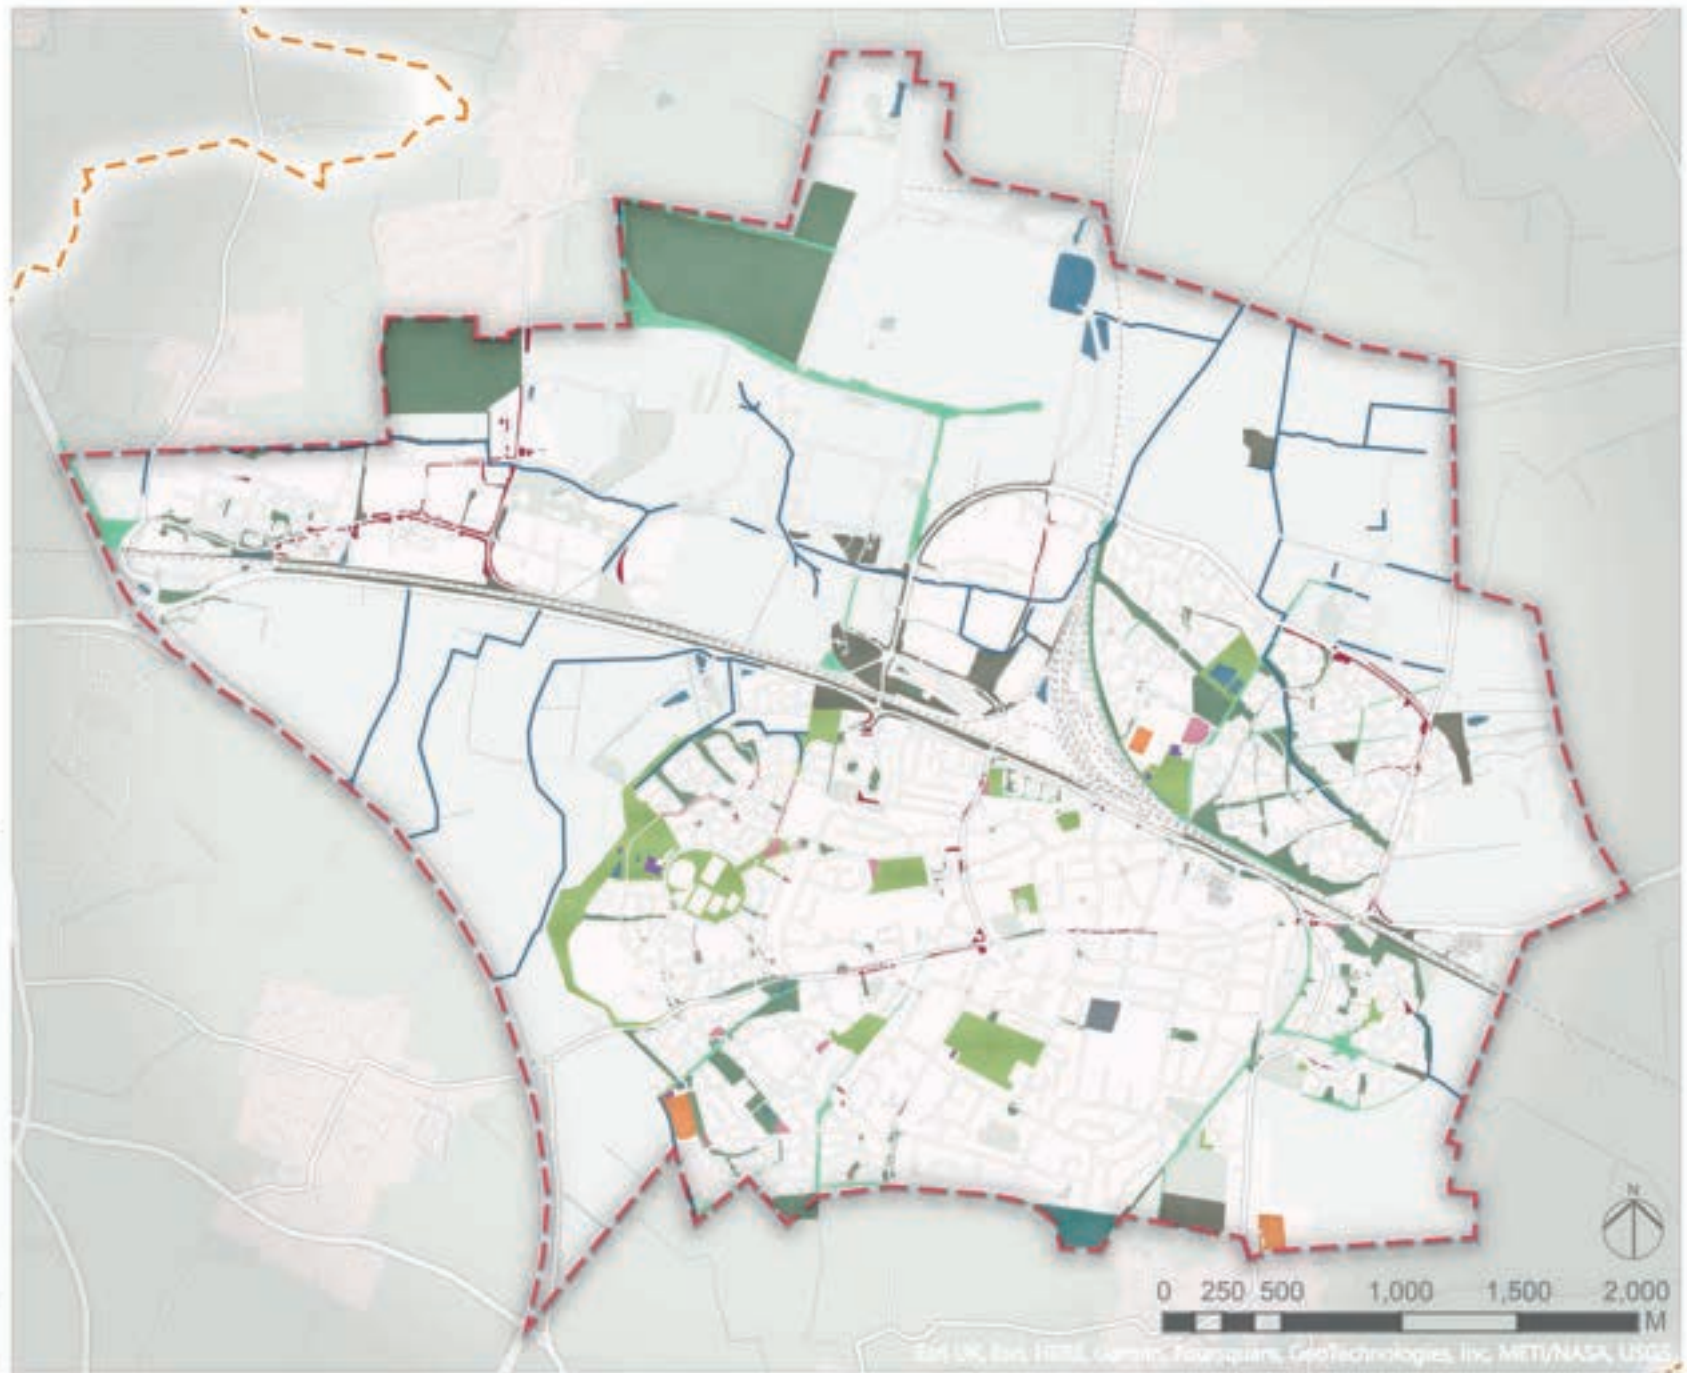 N
0 250 500 1,000 1,500 2,000
M
Esri UK, Esri, HERE, Garmin, Foursquare, GeoTechnologies, Inc, METI/NASA, USGS